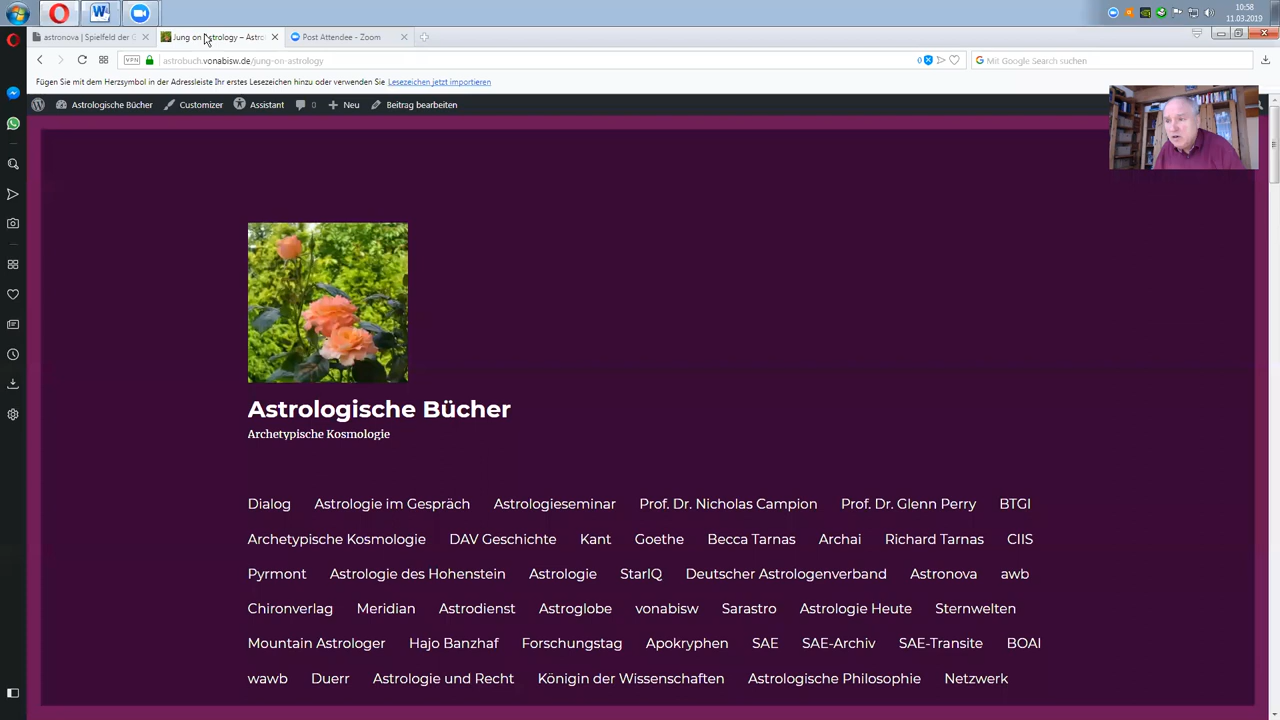 10:58
11.03.2019
astronova | Spielfeld der G
Jung on Astrology – Astro
Post Attendee - Zoom
VPN
astrobuch.vonabisw.de/jung-on-astrology
0
Mit Google Search suchen
Fügen Sie mit dem Herzsymbol in der Adressleiste Ihr erstes Lesezeichen hinzu oder verwenden Sie Lesezeichen jetzt importieren
Astrologische Bücher Customizer Assistant 0 Neu Beitrag bearbeiten
Astrologische Bücher
Archetypische Kosmologie
Dialog Astrologie im Gespräch Astrologieseminar Prof. Dr. Nicholas Campion Prof. Dr. Glenn Perry BTGI
Archetypische Kosmologie DAV Geschichte Kant Goethe Becca Tarnas Archai Richard Tarnas CIIS
Pyrmont Astrologie des Hohenstein Astrologie StarIQ Deutscher Astrologenverband Astronova awb
Chironverlag Meridian Astrodienst Astroglobe vonabisw Sarastro Astrologie Heute Sternwelten
Mountain Astrologer Hajo Banzhaf Forschungstag Apokryphen SAE SAE-Archiv SAE-Transite BOAI
wawb Duerr Astrologie und Recht Königin der Wissenschaften Astrologische Philosophie Netzwerk